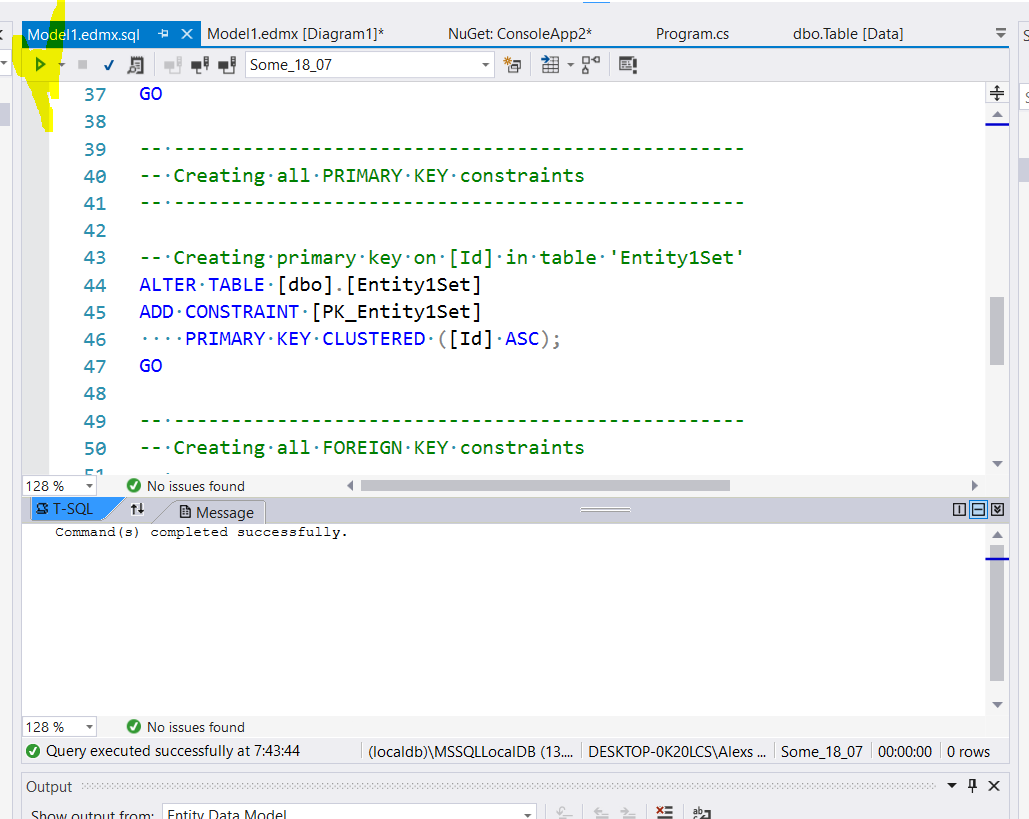 Model1.edmx.sql Model1.edmx [Diagram1]* NuGet: ConsoleApp2* Program.cs dbo.Table [Data]
Some_18_07
37 GO
38
39 -- --------------------------------------------------
40 -- Creating all PRIMARY KEY constraints
41 -- --------------------------------------------------
42
43 -- Creating primary key on [Id] in table 'Entity1Set'
44 ALTER TABLE [dbo].[Entity1Set]
45 ADD CONSTRAINT [PK_Entity1Set]
46 ····PRIMARY KEY CLUSTERED ([Id] ASC);
47 GO
48
49 -- --------------------------------------------------
50 -- Creating all FOREIGN KEY constraints
51
128 % No issues found
T-SQL Message
Command(s) completed successfully.
128 % No issues found
Query executed successfully at 7:43:44 (localdb)\MSSQLLocalDB (13.... DESKTOP-0K20LCS\Alexs ... Some_18_07 00:00:00 0 rows
Output
Show output from: Entity Data Model